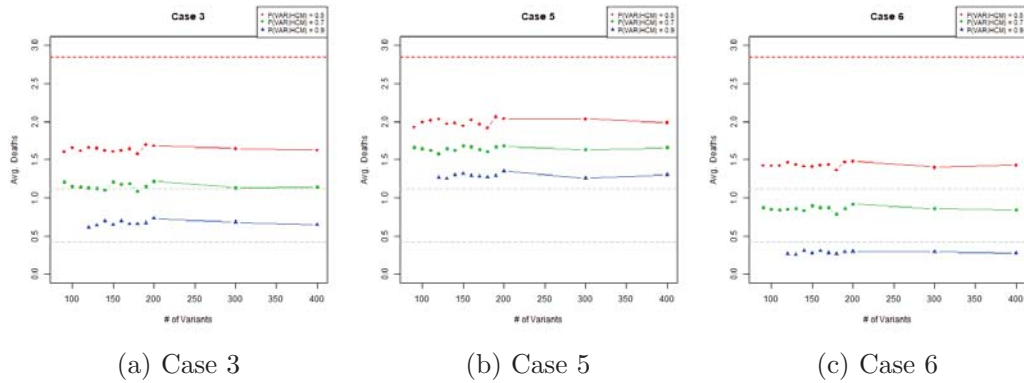 Case 3
P(VAR|HCM) = 0.5
P(VAR|HCM) = 0.7
P(VAR|HCM) = 0.9
Avg. Deaths
0.0
0.5
1.0
1.5
2.0
2.5
3.0
100
150
200
250
300
350
400
# of Variants
(a) Case 3
Case 5
P(VAR|HCM) = 0.5
P(VAR|HCM) = 0.7
P(VAR|HCM) = 0.9
Avg. Deaths
0.0
0.5
1.0
1.5
2.0
2.5
3.0
100
150
200
250
300
350
400
# of Variants
(b) Case 5
Case 6
P(VAR|HCM) = 0.5
P(VAR|HCM) = 0.7
P(VAR|HCM) = 0.9
Avg. Deaths
0.0
0.5
1.0
1.5
2.0
2.5
3.0
100
150
200
250
300
350
400
# of Variants
(c) Case 6